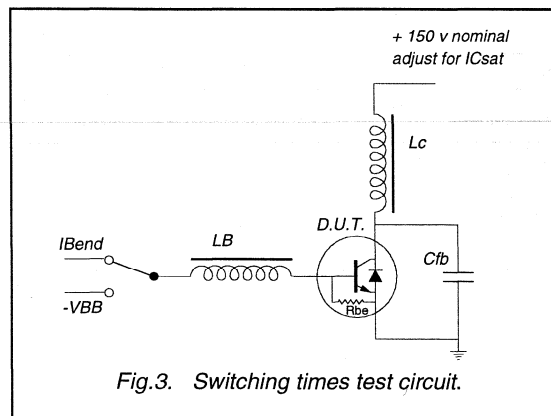 + 150 v nominal
adjust for ICsat
Lc
D.U.T.
LB
IBend
Cfb
-VBB
Rbe
Fig.3. Switching times test circuit.